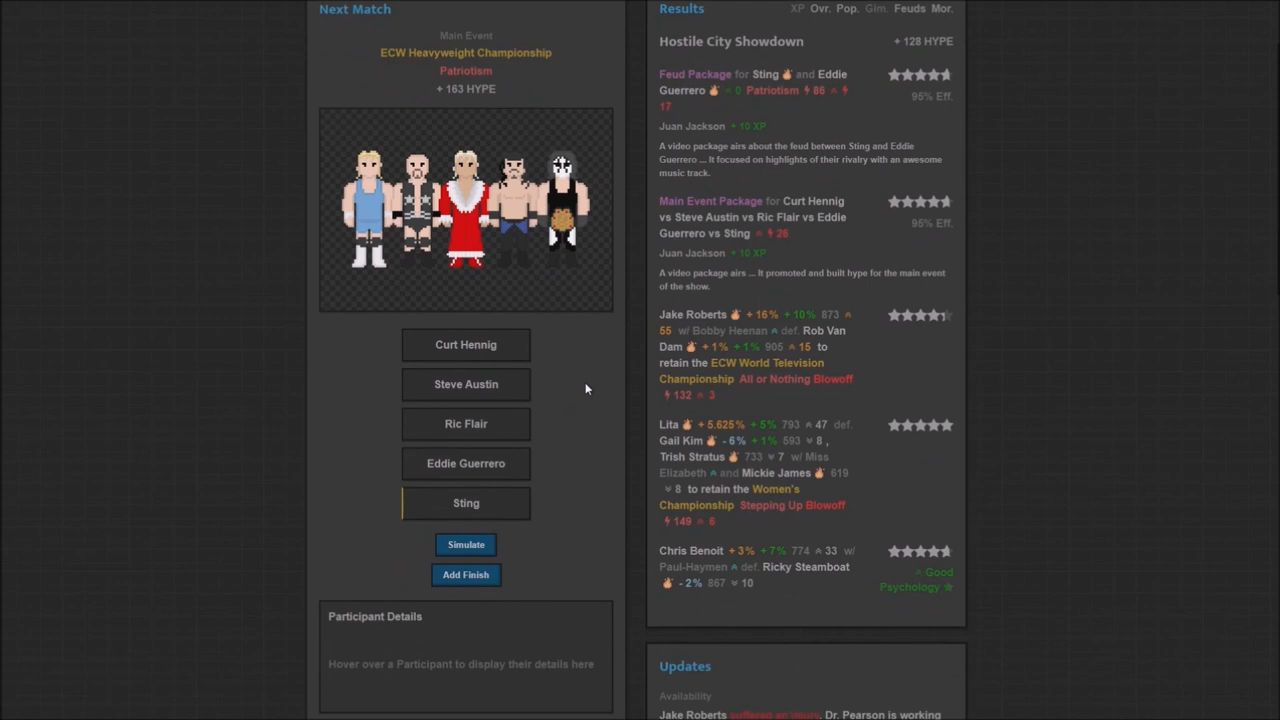 Next Match
Main Event
ECW Heavyweight Championship
Patriotism
+ 163 HYPE
Curt Hennig
Steve Austin
Ric Flair
Eddie Guerrero
Sting
Simulate
Add Finish
Participant Details
Hover over a Participant to display their details here
Results
XP Ovr. Pop. Gim. Feuds Mor.
Hostile City Showdown
+ 128 HYPE
Feud Package for Sting and Eddie
Guerrero 0 Patriotism 86
17
95% Eff.
Juan Jackson + 10 XP
A video package airs about the feud between Sting and Eddie
Guerrero ... It focused on highlights of their rivalry with an awesome
music track.
Main Event Package for Curt Hennig
vs Steve Austin vs Ric Flair vs Eddie
Guerrero vs Sting 26
95% Eff.
Juan Jackson + 10 XP
A video package airs ... It promoted and built hype for the main event
of the show.
Jake Roberts + 16% + 10% 873
55 w/ Bobby Heenan def. Rob Van
Dam + 1% + 1% 905 15 to
retain the ECW World Television
Championship All or Nothing Blowoff
132 3
Lita + 5.625% + 5% 793 47 def.
Gail Kim - 6% + 1% 593 8 ,
Trish Stratus 733 7 w/ Miss
Elizabeth and Mickie James 619
8 to retain the Women's
Championship Stepping Up Blowoff
149 6
Chris Benoit + 3% + 7% 774 33 w/
Paul-Haymen def. Ricky Steamboat
- 2% 867 10
Good
Psychology
Updates
Availability
Jake Roberts suffered an injury, Dr. Pearson is working